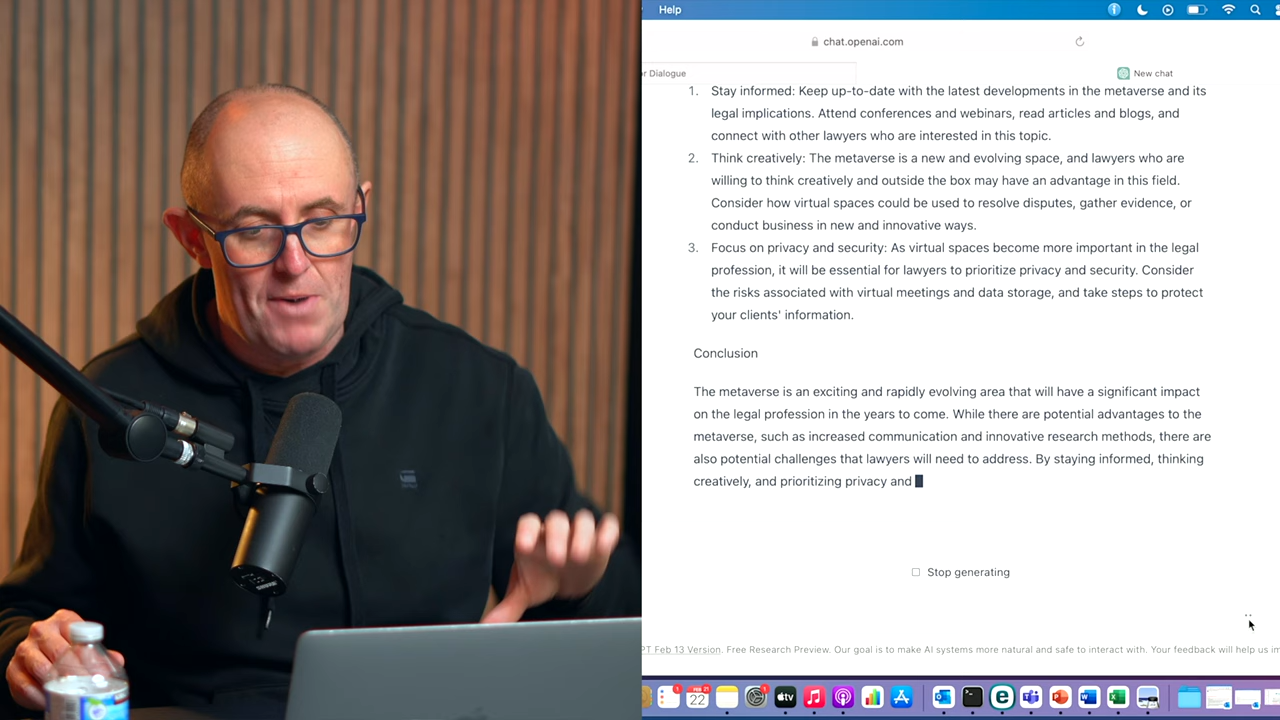 Help
chat.openai.com
r Dialogue
New chat
1. Stay informed: Keep up-to-date with the latest developments in the metaverse and its
legal implications. Attend conferences and webinars, read articles and blogs, and
connect with other lawyers who are interested in this topic.
2. Think creatively: The metaverse is a new and evolving space, and lawyers who are
willing to think creatively and outside the box may have an advantage in this field.
Consider how virtual spaces could be used to resolve disputes, gather evidence, or
conduct business in new and innovative ways.
3. Focus on privacy and security: As virtual spaces become more important in the legal
profession, it will be essential for lawyers to prioritize privacy and security. Consider
the risks associated with virtual meetings and data storage, and take steps to protect
your clients' information.
Conclusion
The metaverse is an exciting and rapidly evolving area that will have a significant impact
on the legal profession in the years to come. While there are potential advantages to the
metaverse, such as increased communication and innovative research methods, there are
also potential challenges that lawyers will need to address. By staying informed, thinking
creatively, and prioritizing privacy and
Stop generating
PT Feb 13 Version. Free Research Preview. Our goal is to make AI systems more natural and safe to interact with. Your feedback will help us im
FEB 21
22
tv